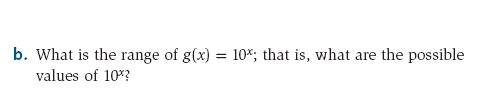 b. What is the range of g(x) = 10ˣ; that is, what are the possible
values of 10ˣ?